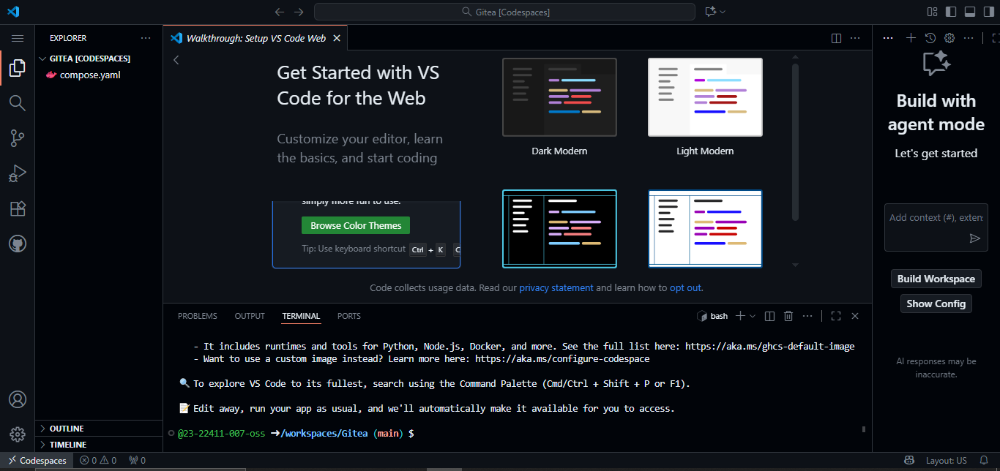 Gitea [Codespaces]
EXPLORER
GITEA [CODESPACES]
compose.yaml
OUTLINE
TIMELINE
Walkthrough: Setup VS Code Web
Get Started with VS
Code for the Web
Customize your editor, learn
the basics, and start coding
simply more fun to use.
Browse Color Themes
Tip: Use keyboard shortcut Ctrl + K C
Dark Modern
Light Modern
Code collects usage data. Read our privacy statement and learn how to opt out.
PROBLEMS OUTPUT TERMINAL PORTS
bash
- It includes runtimes and tools for Python, Node.js, Docker, and more. See the full list here: https://aka.ms/ghcs-default-image
- Want to use a custom image instead? Learn more here: https://aka.ms/configure-codespace
To explore VS Code to its fullest, search using the Command Palette (Cmd/Ctrl + Shift + P or F1).
Edit away, run your app as usual, and we'll automatically make it available for you to access.
@23-22411-007-oss ➜/workspaces/Gitea (main) $
Build with
agent mode
Let's get started
Add context (#), exten
Build Workspace
Show Config
AI responses may be
inaccurate.
Codespaces 0 0 0
Layout: US